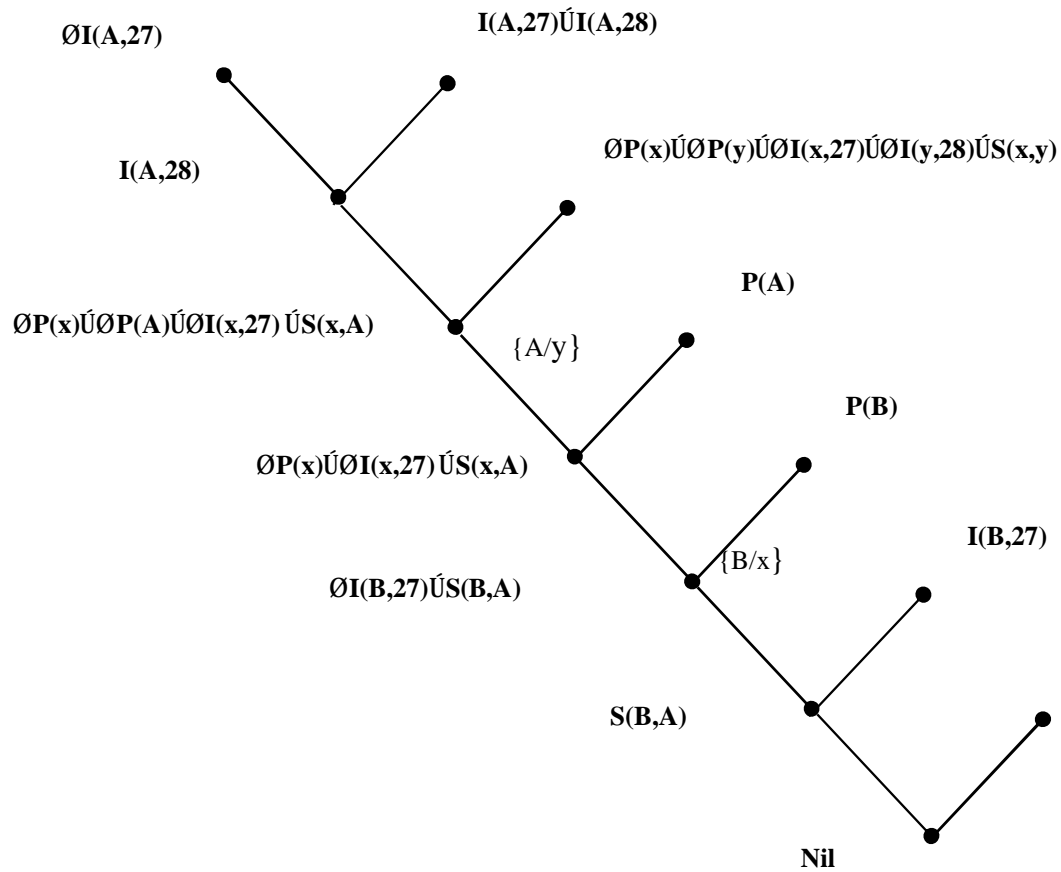 ØI(A,27)
I(A,27)ÚI(A,28)
ØP(x)ÚØP(y)ÚØI(x,27)ÚØI(y,28)ÚS(x,y)
I(A,28)
P(A)
ØP(x)ÚØP(A)ÚØI(x,27) ÚS(x,A)
{A/y}
P(B)
ØP(x)ÚØI(x,27) ÚS(x,A)
I(B,27)
{B/x}
ØI(B,27)ÚS(B,A)
S(B,A)
Nil